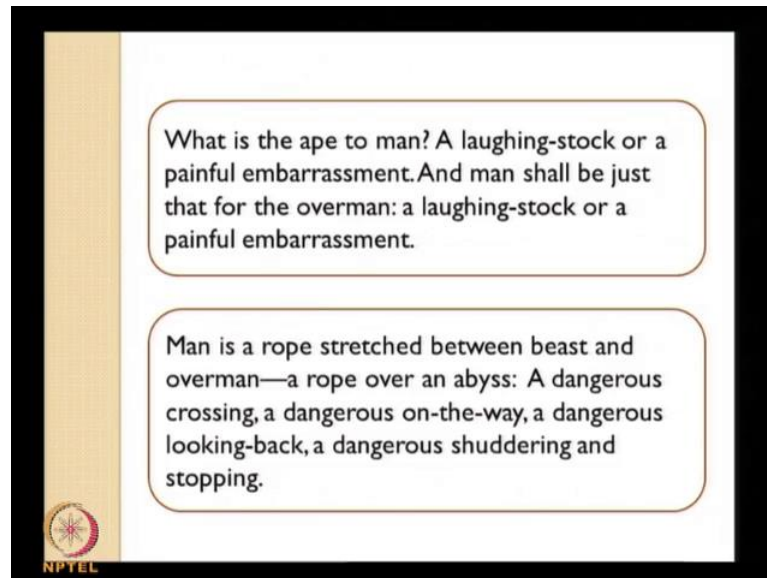 What is the ape to man? A laughing-stock or a
painful embarrassment. And man shall be just
that for the overman: a laughing-stock or a
painful embarrassment.
Man is a rope stretched between beast and
overman—a rope over an abyss: A dangerous
crossing, a dangerous on-the-way, a dangerous
looking-back, a dangerous shuddering and
stopping.
NPTEL